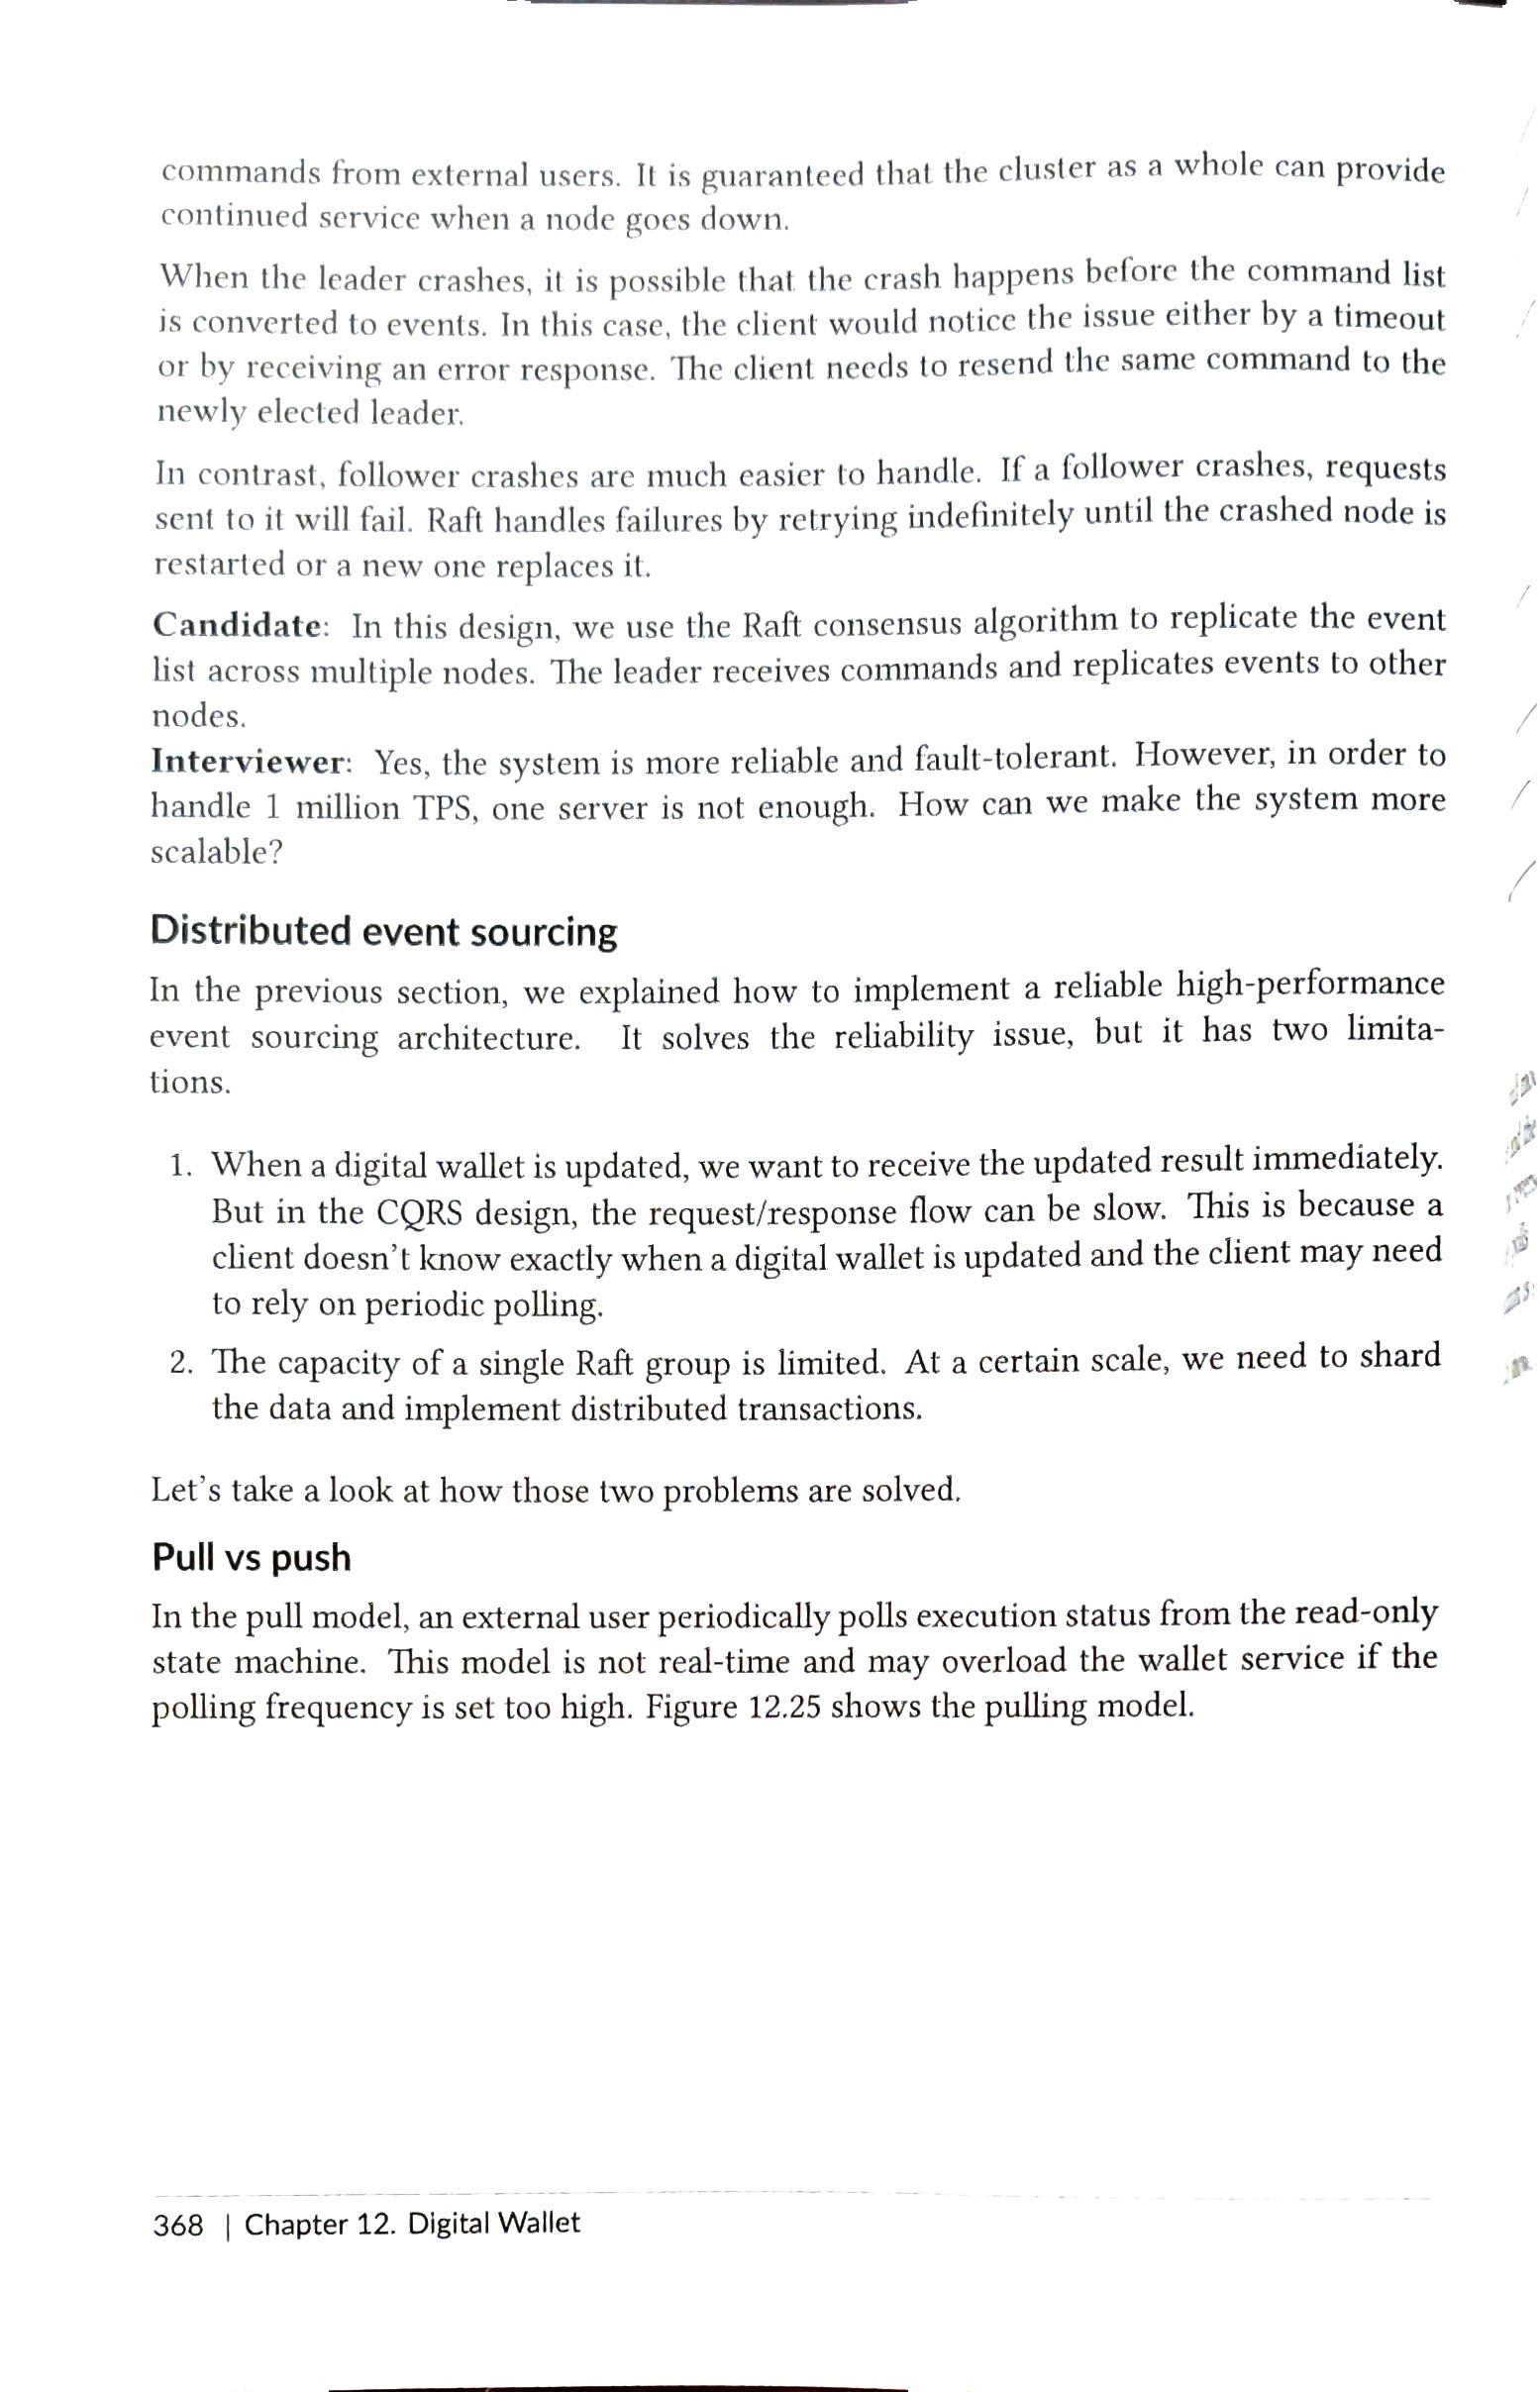 commands from external users. It is guaranteed that the cluster as a whole can provide
continued service when a node goes down.
When the leader crashes, it is possible that the crash happens before the command list
is converted to events. In this case, the client would notice the issue either by a timeout
or by receiving an error response. The client needs to resend the same command to the
newly elected leader.
In contrast, follower crashes are much easier to handle. If a follower crashes, requests
sent to it will fail. Raft handles failures by retrying indefinitely until the crashed node is
restarted or a new one replaces it.
Candidate: In this design, we use the Raft consensus algorithm to replicate the event
list across multiple nodes. The leader receives commands and replicates events to other
nodes.
Interviewer: Yes, the system is more reliable and fault-tolerant. However, in order to
handle 1 million TPS, one server is not enough. How can we make the system more
scalable?
Distributed event sourcing
In the previous section, we explained how to implement a reliable high-performance
event sourcing architecture. It solves the reliability issue, but it has two limita-
tions.
1. When a digital wallet is updated, we want to receive the updated result immediately.
But in the CQRS design, the request/response flow can be slow. This is because a
client doesn't know exactly when a digital wallet is updated and the client may need
to rely on periodic polling.
2. The capacity of a single Raft group is limited. At a certain scale, we need to shard
the data and implement distributed transactions.
Let's take a look at how those two problems are solved.
Pull vs push
In the pull model, an external user periodically polls execution status from the read-only
state machine. This model is not real-time and may overload the wallet service if the
polling frequency is set too high. Figure 12.25 shows the pulling model.
368 | Chapter 12. Digital Wallet